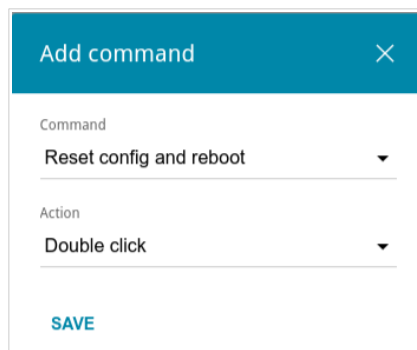 Add command
Command
Reset config and reboot
Action
Double click
SAVE